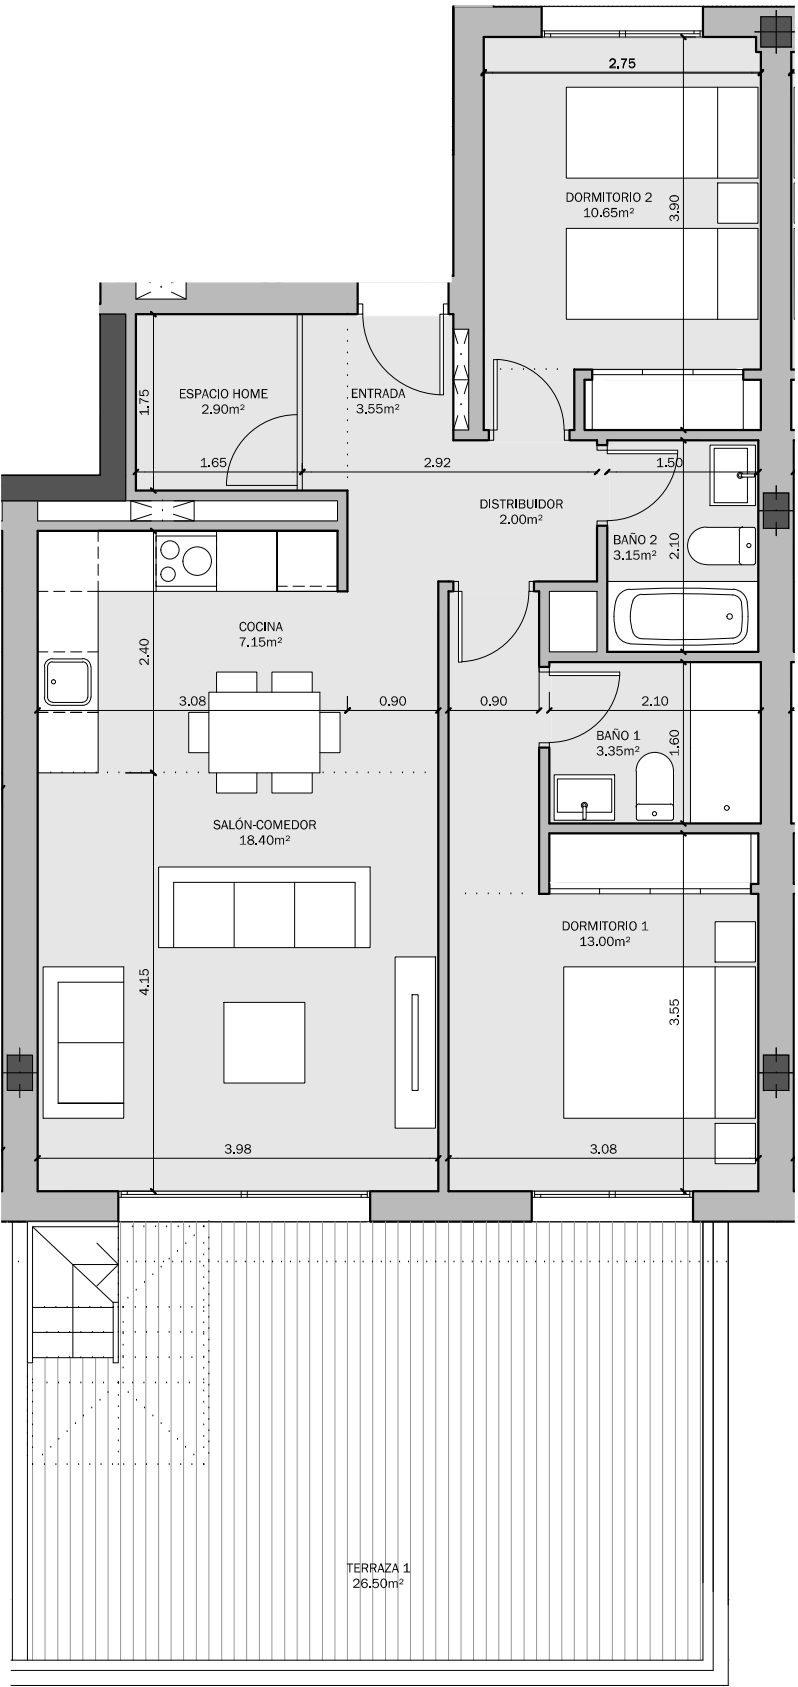 2.75
DORMITORIO 2
10.65m²
3.90
ESPACIO HOME
2.90m²
ENTRADA
3.55m²
1.75
1.65
2.92
1.50
DISTRIBUIDOR
2.00m²
BAÑO 2
3.15m²
2.10
COCINA
7.15m²
2.40
3.08
0.90
0.90
2.10
BAÑO 1
3.35m²
1.60
SALÓN-COMEDOR
18.40m²
DORMITORIO 1
13.00m²
4.15
3.55
3.98
3.08
TERRAZA 1
26.50m²